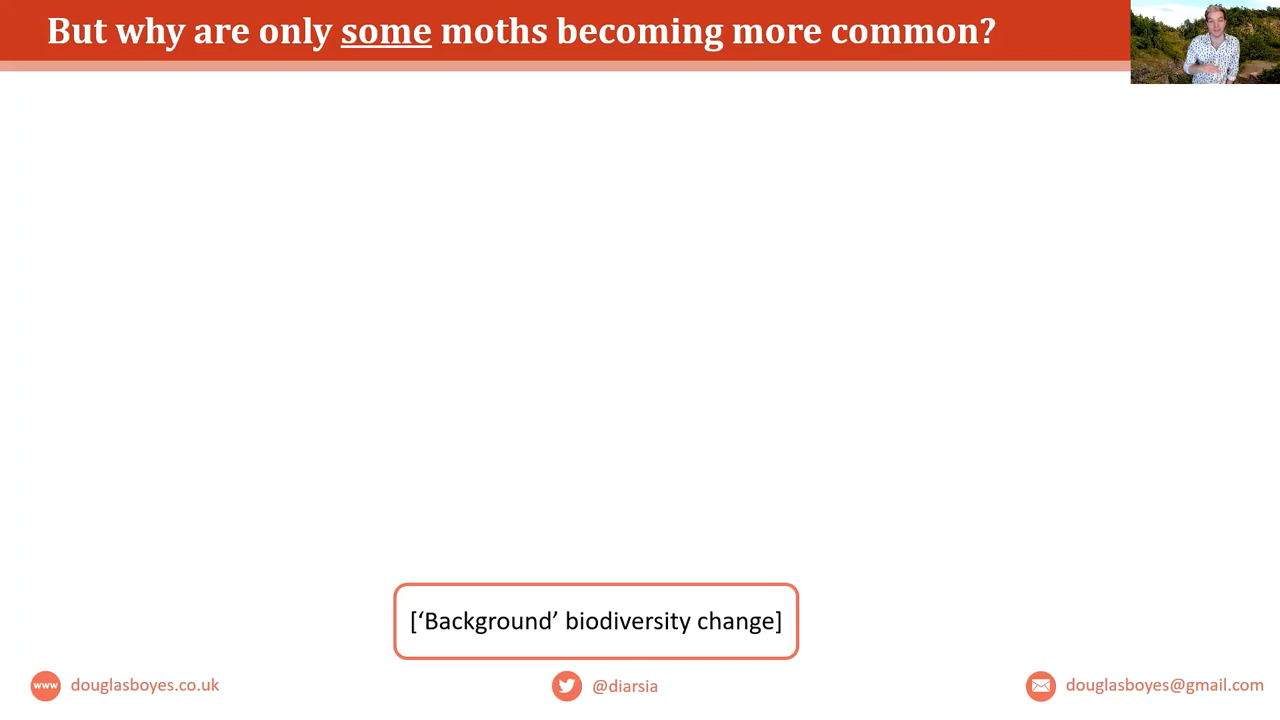 But why are only some moths becoming more common?
[‘Background’ biodiversity change]
www douglasboyes.co.uk
@diarsia
douglasboyes@gmail.com